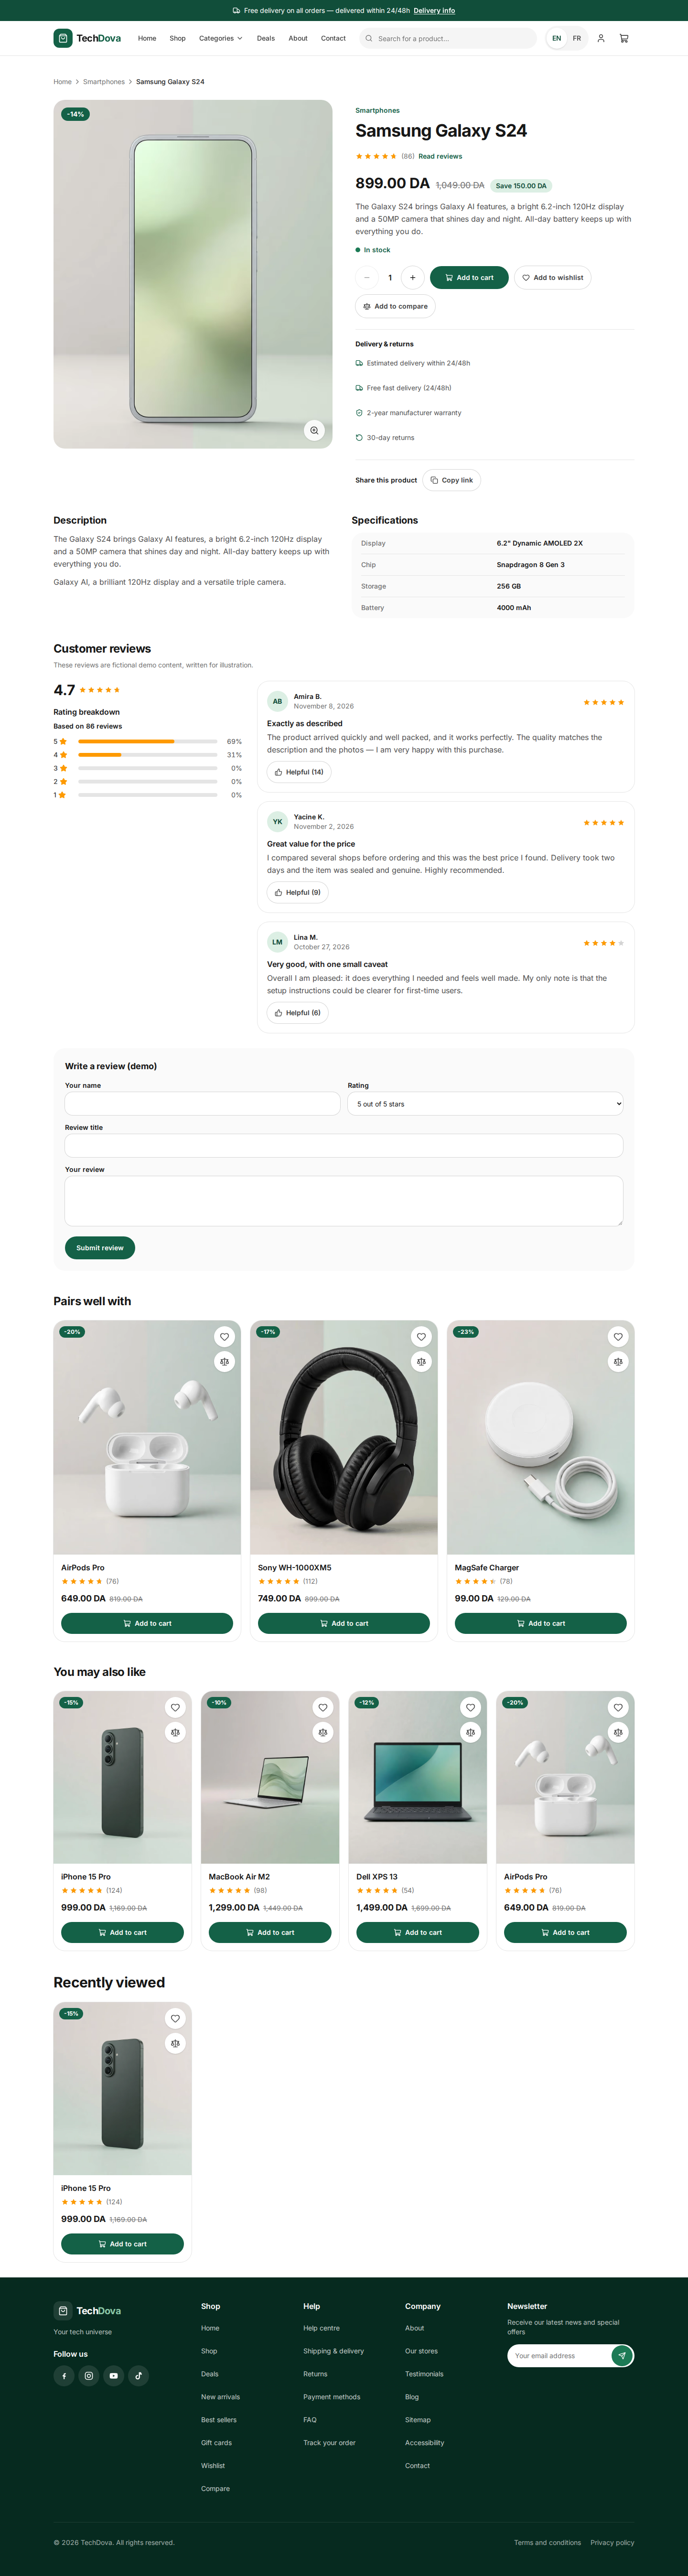 Free delivery on all orders — delivered within 24/48h Delivery info
TechDova
Home Shop Categories Deals About Contact Search for a product... EN FR
Home > Smartphones > Samsung Galaxy S24
-14%
Smartphones
Samsung Galaxy S24
(86) Read reviews
899.00 DA 1,049.00 DA Save 150.00 DA
The Galaxy S24 brings Galaxy AI features, a bright 6.2-inch 120Hz display
and a 50MP camera that shines day and night. All-day battery keeps up with
everything you do.
In stock
1 Add to cart Add to wishlist
Add to compare
Delivery & returns
Estimated delivery within 24/48h
Free fast delivery (24/48h)
2-year manufacturer warranty
30-day returns
Share this product Copy link
Description
The Galaxy S24 brings Galaxy AI features, a bright 6.2-inch 120Hz display
and a 50MP camera that shines day and night. All-day battery keeps up with
everything you do.
Galaxy AI, a brilliant 120Hz display and a versatile triple camera.
Specifications
Display 6.2" Dynamic AMOLED 2X
Chip Snapdragon 8 Gen 3
Storage 256 GB
Battery 4000 mAh
Customer reviews
These reviews are fictional demo content, written for illustration.
4.7
Rating breakdown
Based on 86 reviews
5 69%
4 31%
3 0%
2 0%
1 0%
AB Amira B.
November 8, 2026
Exactly as described
The product arrived quickly and well packed, and it works perfectly. The quality matches the
description and the photos — I am very happy with this purchase.
Helpful (14)
YK Yacine K.
November 2, 2026
Great value for the price
I compared several shops before ordering and this was the best price I found. Delivery took two
days and the item was sealed and genuine. Highly recommended.
Helpful (9)
LM Lina M.
October 27, 2026
Very good, with one small caveat
Overall I am pleased: it does everything I needed and feels well made. My only note is that the
setup instructions could be clearer for first-time users.
Helpful (6)
Write a review (demo)
Your name Rating
5 out of 5 stars
Review title
Your review
Submit review
Pairs well with
-20% -17% -23%
AirPods Pro Sony WH-1000XM5 MagSafe Charger
(76) (112) (78)
649.00 DA 819.00 DA 749.00 DA 899.00 DA 99.00 DA 129.00 DA
Add to cart Add to cart Add to cart
You may also like
-15% -10% -12% -20%
iPhone 15 Pro MacBook Air M2 Dell XPS 13 AirPods Pro
(124) (98) (54) (76)
999.00 DA 1,169.00 DA 1,299.00 DA 1,449.00 DA 1,499.00 DA 1,699.00 DA 649.00 DA 819.00 DA
Add to cart Add to cart Add to cart Add to cart
Recently viewed
-15%
iPhone 15 Pro
(124)
999.00 DA 1,169.00 DA
Add to cart
TechDova
Your tech universe
Follow us
Shop
Home
Shop
Deals
New arrivals
Best sellers
Gift cards
Wishlist
Compare
Help
Help centre
Shipping & delivery
Returns
Payment methods
FAQ
Track your order
Company
About
Our stores
Testimonials
Blog
Sitemap
Accessibility
Contact
Newsletter
Receive our latest news and special
offers
Your email address
© 2026 TechDova. All rights reserved. Terms and conditions Privacy policy